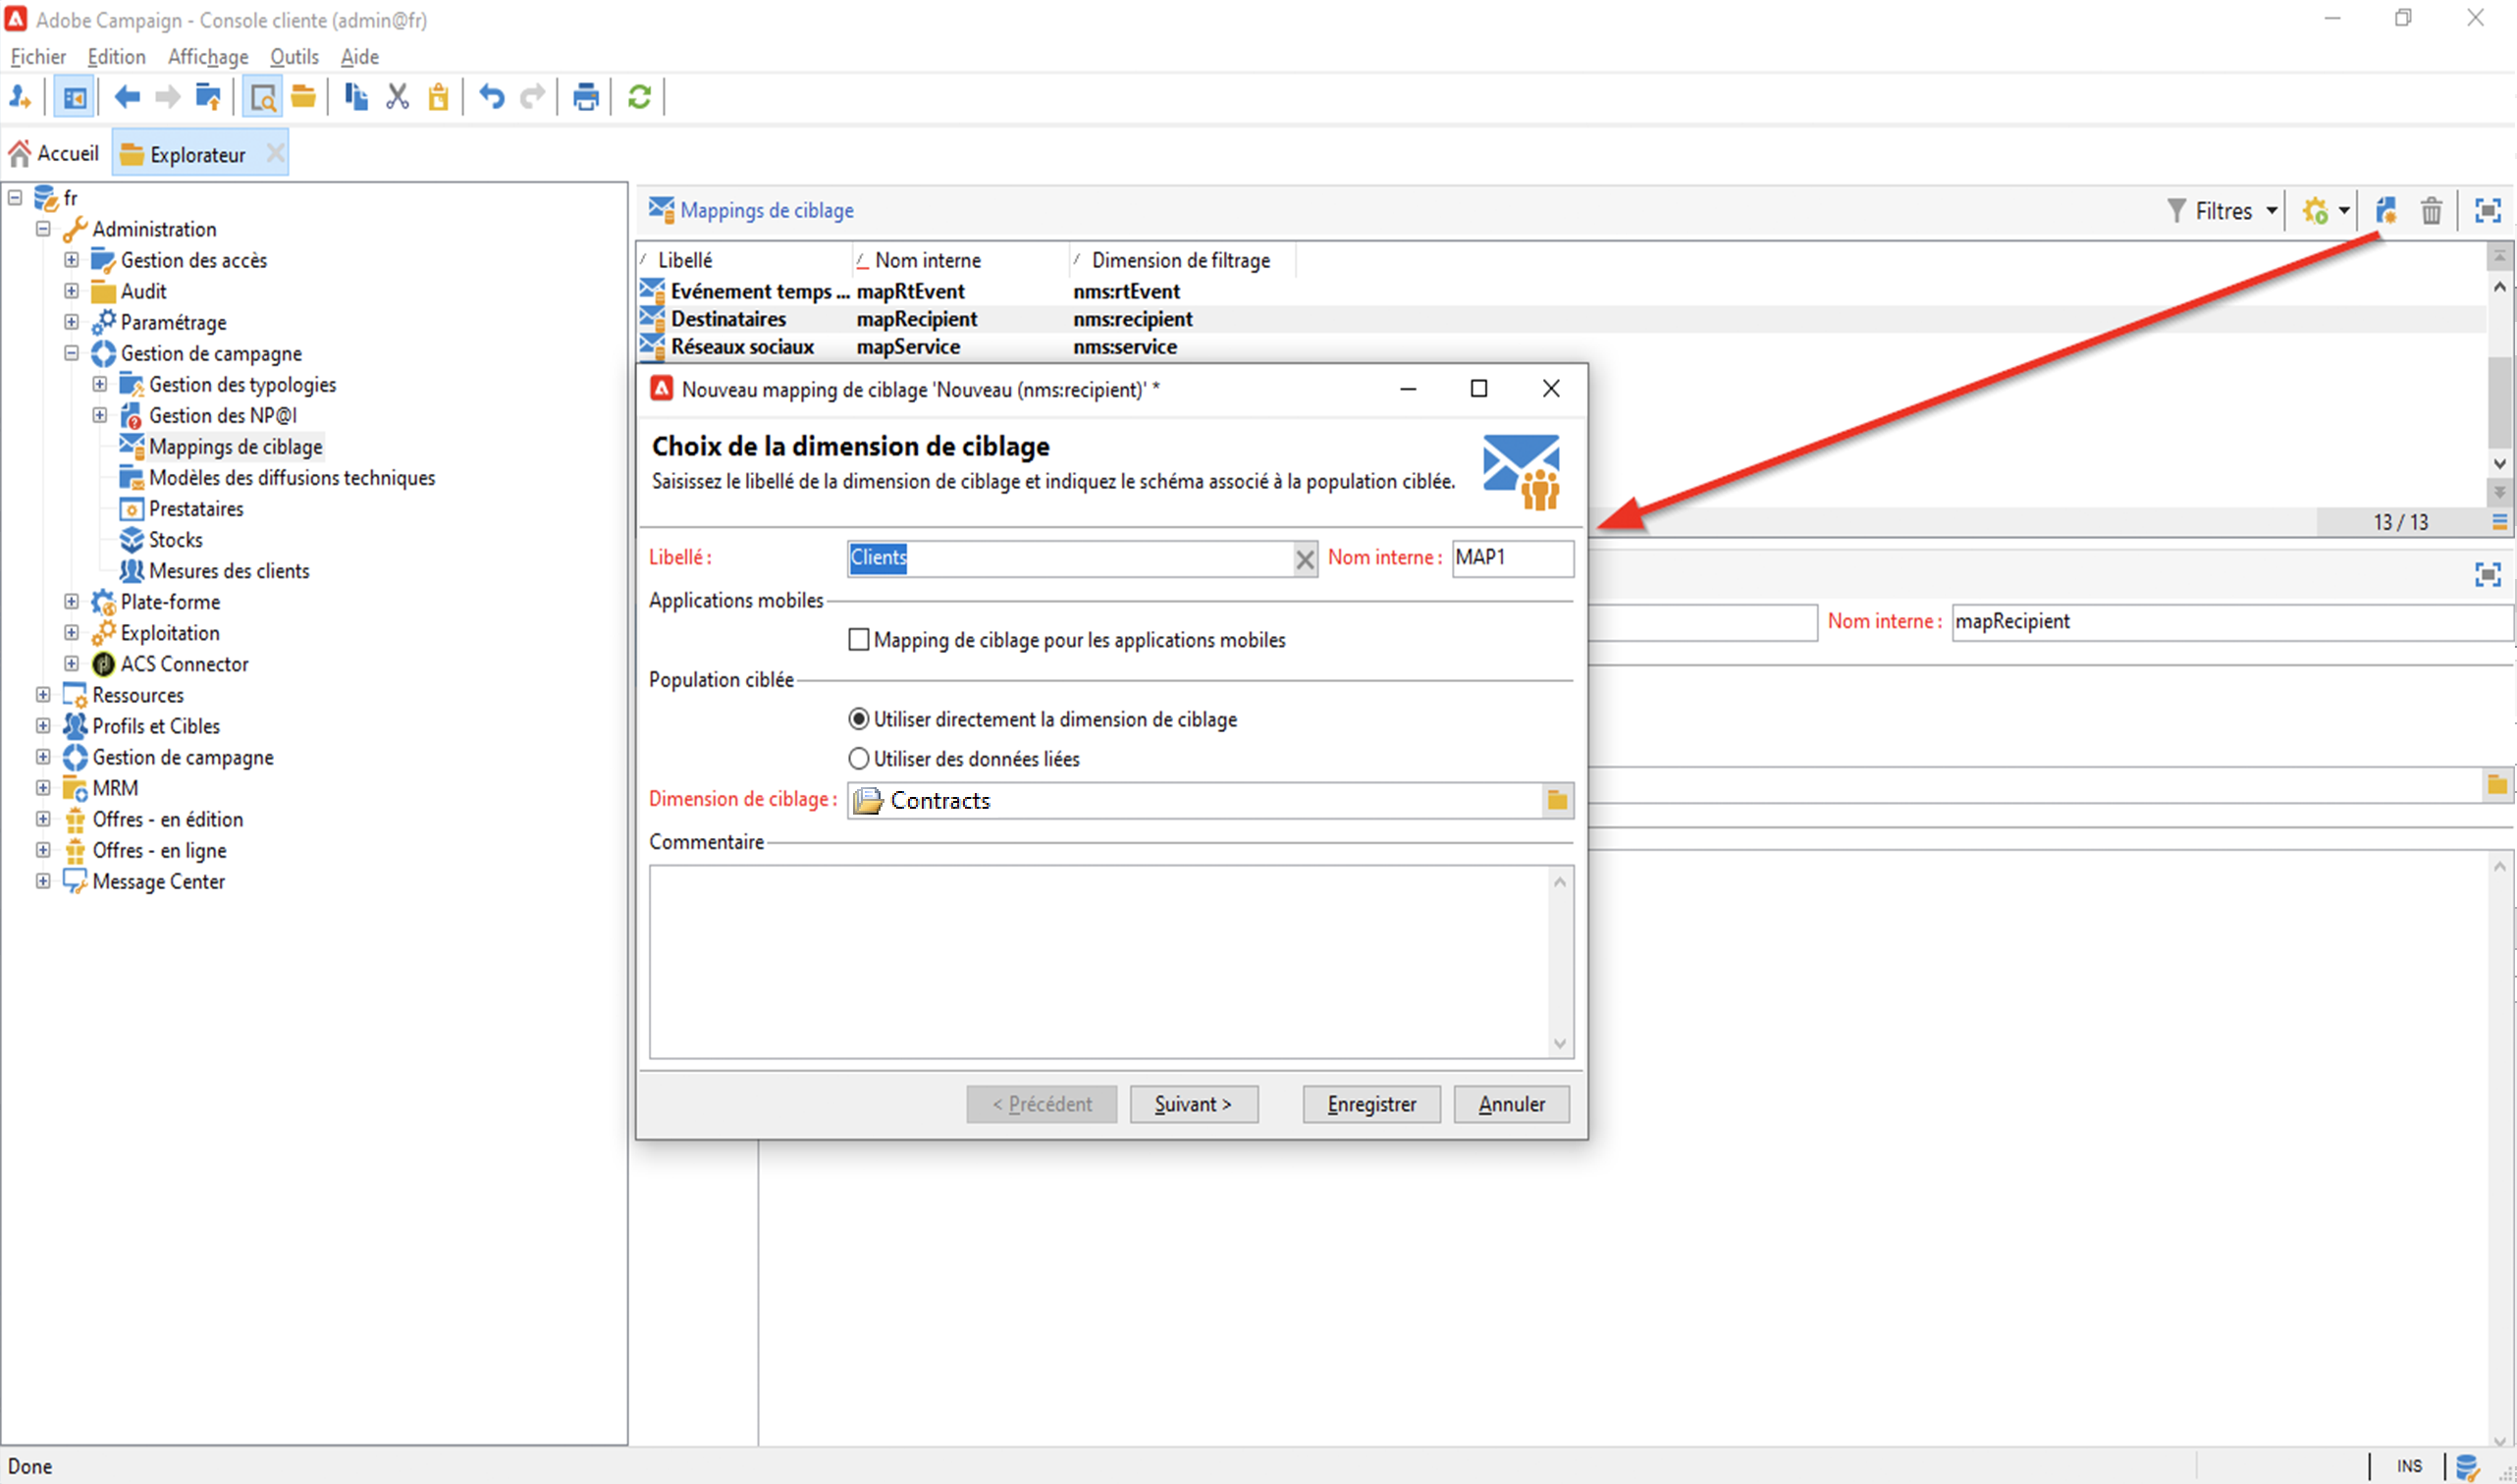 Adobe Campaign - Console cliente (admin@fr)
Fichier Edition Affichage Outils Aide
Accueil Explorateur
fr
Administration
Gestion des accès
Audit
Paramétrage
Gestion de campagne
Gestion des typologies
Gestion des NP@I
Mappings de ciblage
Modèles des diffusions techniques
Prestataires
Stocks
Mesures des clients
Plate-forme
Exploitation
ACS Connector
Ressources
Profils et Cibles
Gestion de campagne
MRM
Offres - en édition
Offres - en ligne
Message Center
Mappings de ciblage Filtres
Libellé Nom interne Dimension de filtrage
Evénement temps ... mapRtEvent nms:rtEvent
Destinataires mapRecipient nms:recipient
Réseaux sociaux mapService nms:service
13 / 13
Nom interne : mapRecipient
Nouveau mapping de ciblage 'Nouveau (nms:recipient)' *
Choix de la dimension de ciblage
Saisissez le libellé de la dimension de ciblage et indiquez le schéma associé à la population ciblée.
Libellé : Clients Nom interne : MAP1
Applications mobiles
Mapping de ciblage pour les applications mobiles
Population ciblée
Utiliser directement la dimension de ciblage
Utiliser des données liées
Dimension de ciblage : Contracts
Commentaire
< Précédent Suivant > Enregistrer Annuler
Done INS